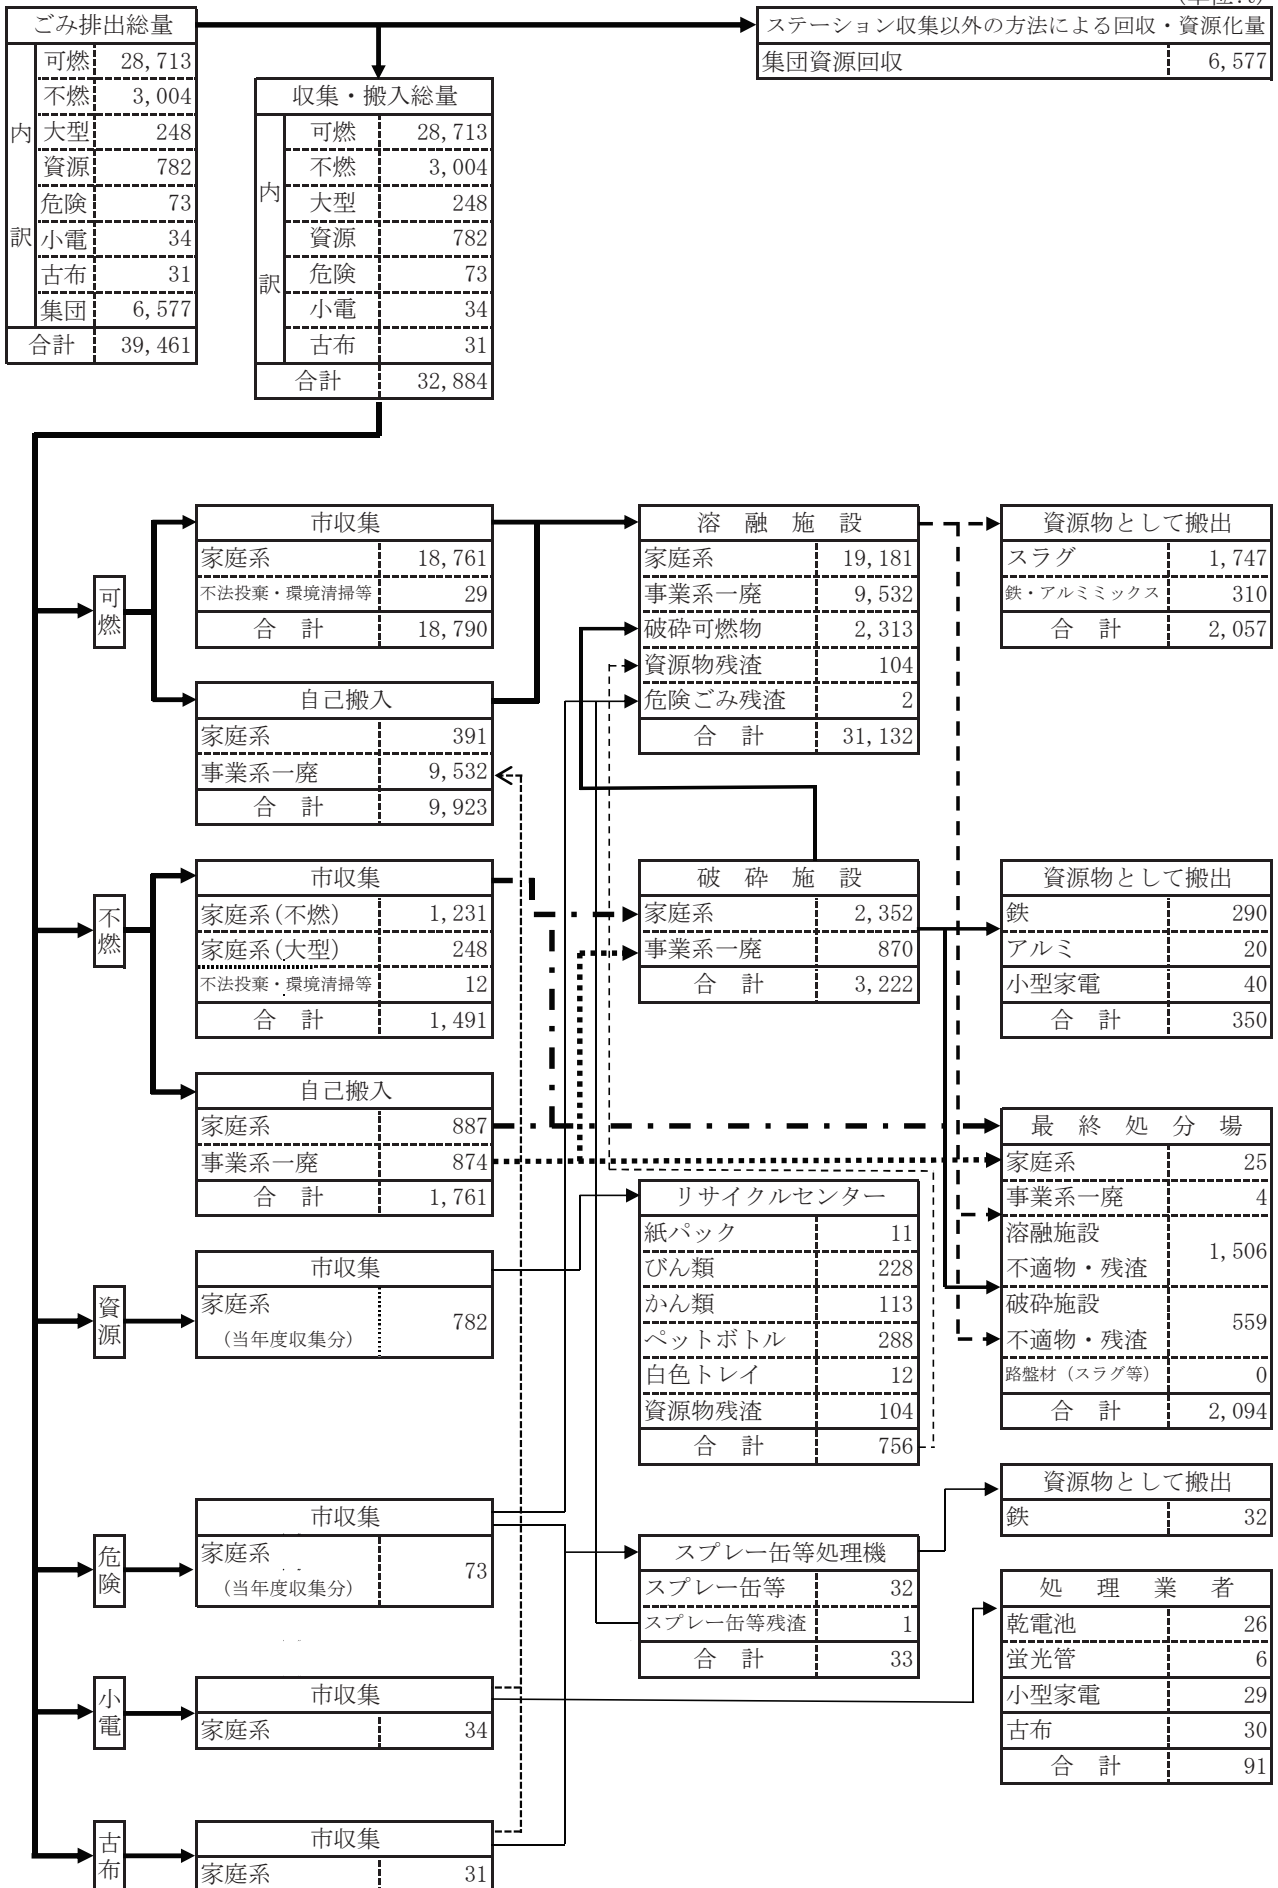 ごみ排出総量
可燃 28,713
不燃 3,004
内 大型 248
資源 782
危険 73
訳 小電 34
古布 31
集団 6,577
合計 39,461
ステーション収集以外の方法による回収・資源化量
集団資源回収 6,577
収集・搬入総量
可燃 28,713
不燃 3,004
内 大型 248
資源 782
訳 危険 73
小電 34
古布 31
合計 32,884
可燃
市収集
家庭系 18,761
不法投棄・環境清掃等 29
合 計 18,790
自己搬入
家庭系 391
事業系一廃 9,532
合 計 9,923
溶 融 施 設
家庭系 19,181
事業系一廃 9,532
破砕可燃物 2,313
資源物残渣 104
危険ごみ残渣 2
合 計 31,132
資源物として搬出
スラグ 1,747
鉄・アルミミックス 310
合 計 2,057
不燃
市収集
家庭系(不燃) 1,231
家庭系(大型) 248
不法投棄・環境清掃等 12
合 計 1,491
自己搬入
家庭系 887
事業系一廃 874
合 計 1,761
破 砕 施 設
家庭系 2,352
事業系一廃 870
合 計 3,222
資源物として搬出
鉄 290
アルミ 20
小型家電 40
合 計 350
最 終 処 分 場
家庭系 25
事業系一廃 4
溶融施設
不適物・残渣 1,506
破砕施設
不適物・残渣 559
路盤材（スラグ等） 0
合 計 2,094
資源
市収集
家庭系
（当年度収集分） 782
リサイクルセンター
紙パック 11
びん類 228
かん類 113
ペットボトル 288
白色トレイ 12
資源物残渣 104
合 計 756
危険
市収集
家庭系
（当年度収集分） 73
スプレー缶等処理機
スプレー缶等 32
スプレー缶等残渣 1
合 計 33
資源物として搬出
鉄 32
処 理 業 者
乾電池 26
蛍光管 6
小型家電 29
古布 30
合 計 91
小電
市収集
家庭系 34
古布
市収集
家庭系 31